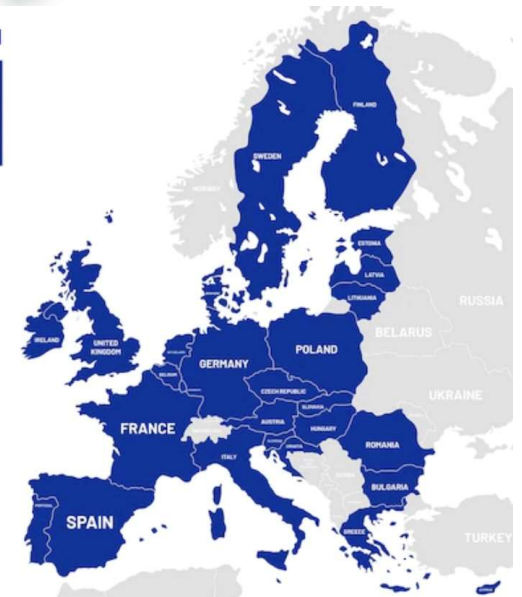 FINLAND
SWEDEN
NORWAY
ESTONIA
LATVIA
LITHUANIA
RUSSIA
BELARUS
IRELAND
UNITED
KINGDOM
POLAND
GERMANY
BELGIUM
UKRAINE
CZECH REPUBLIC
SLOVAKIA
AUSTRIA
HUNGARY
FRANCE
ROMANIA
CROATIA
ITALY
BULGARIA
PORTUGAL
SPAIN
GREECE
TURKEY
CYPRUS